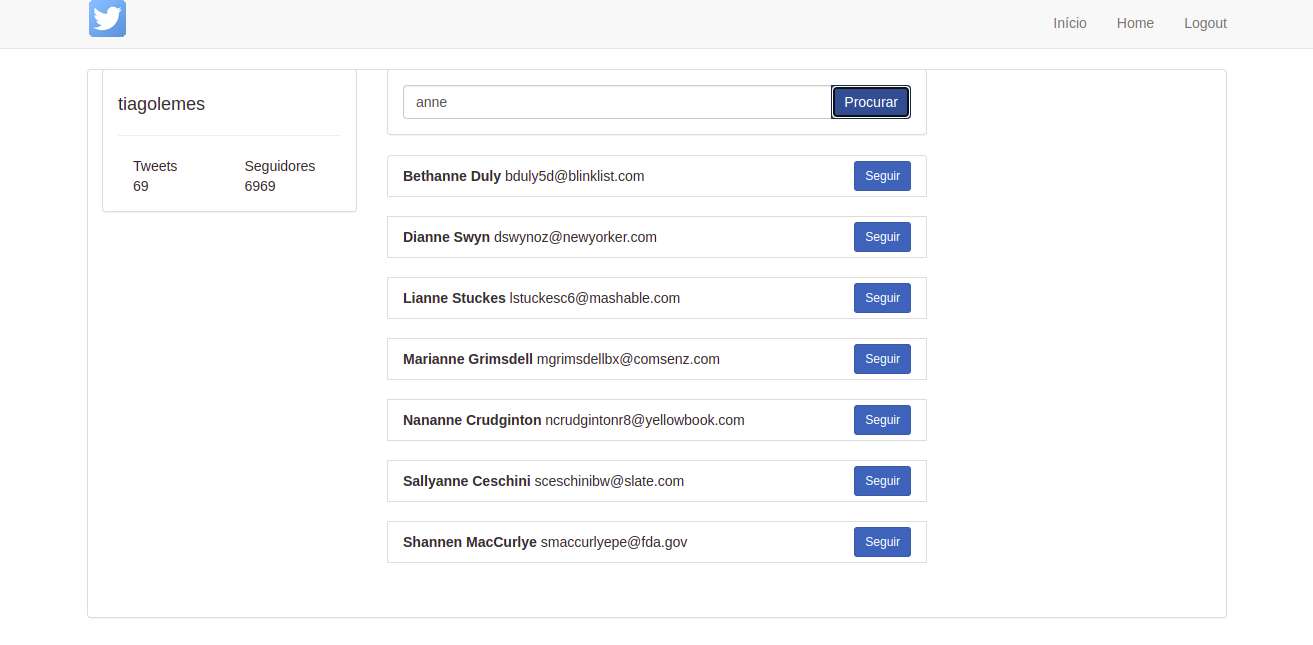 Início Home Logout
tiagolemes
Tweets Seguidores
69 6969
anne Procurar
Bethanne Duly bduly5d@blinklist.com Seguir
Dianne Swyn dswynoz@newyorker.com Seguir
Lianne Stuckes lstuckesc6@mashable.com Seguir
Marianne Grimsdell mgrimsdellbx@comsenz.com Seguir
Nananne Crudginton ncrudgintonr8@yellowbook.com Seguir
Sallyanne Ceschini sceschinibw@slate.com Seguir
Shannen MacCurlye smaccurlyepe@fda.gov Seguir